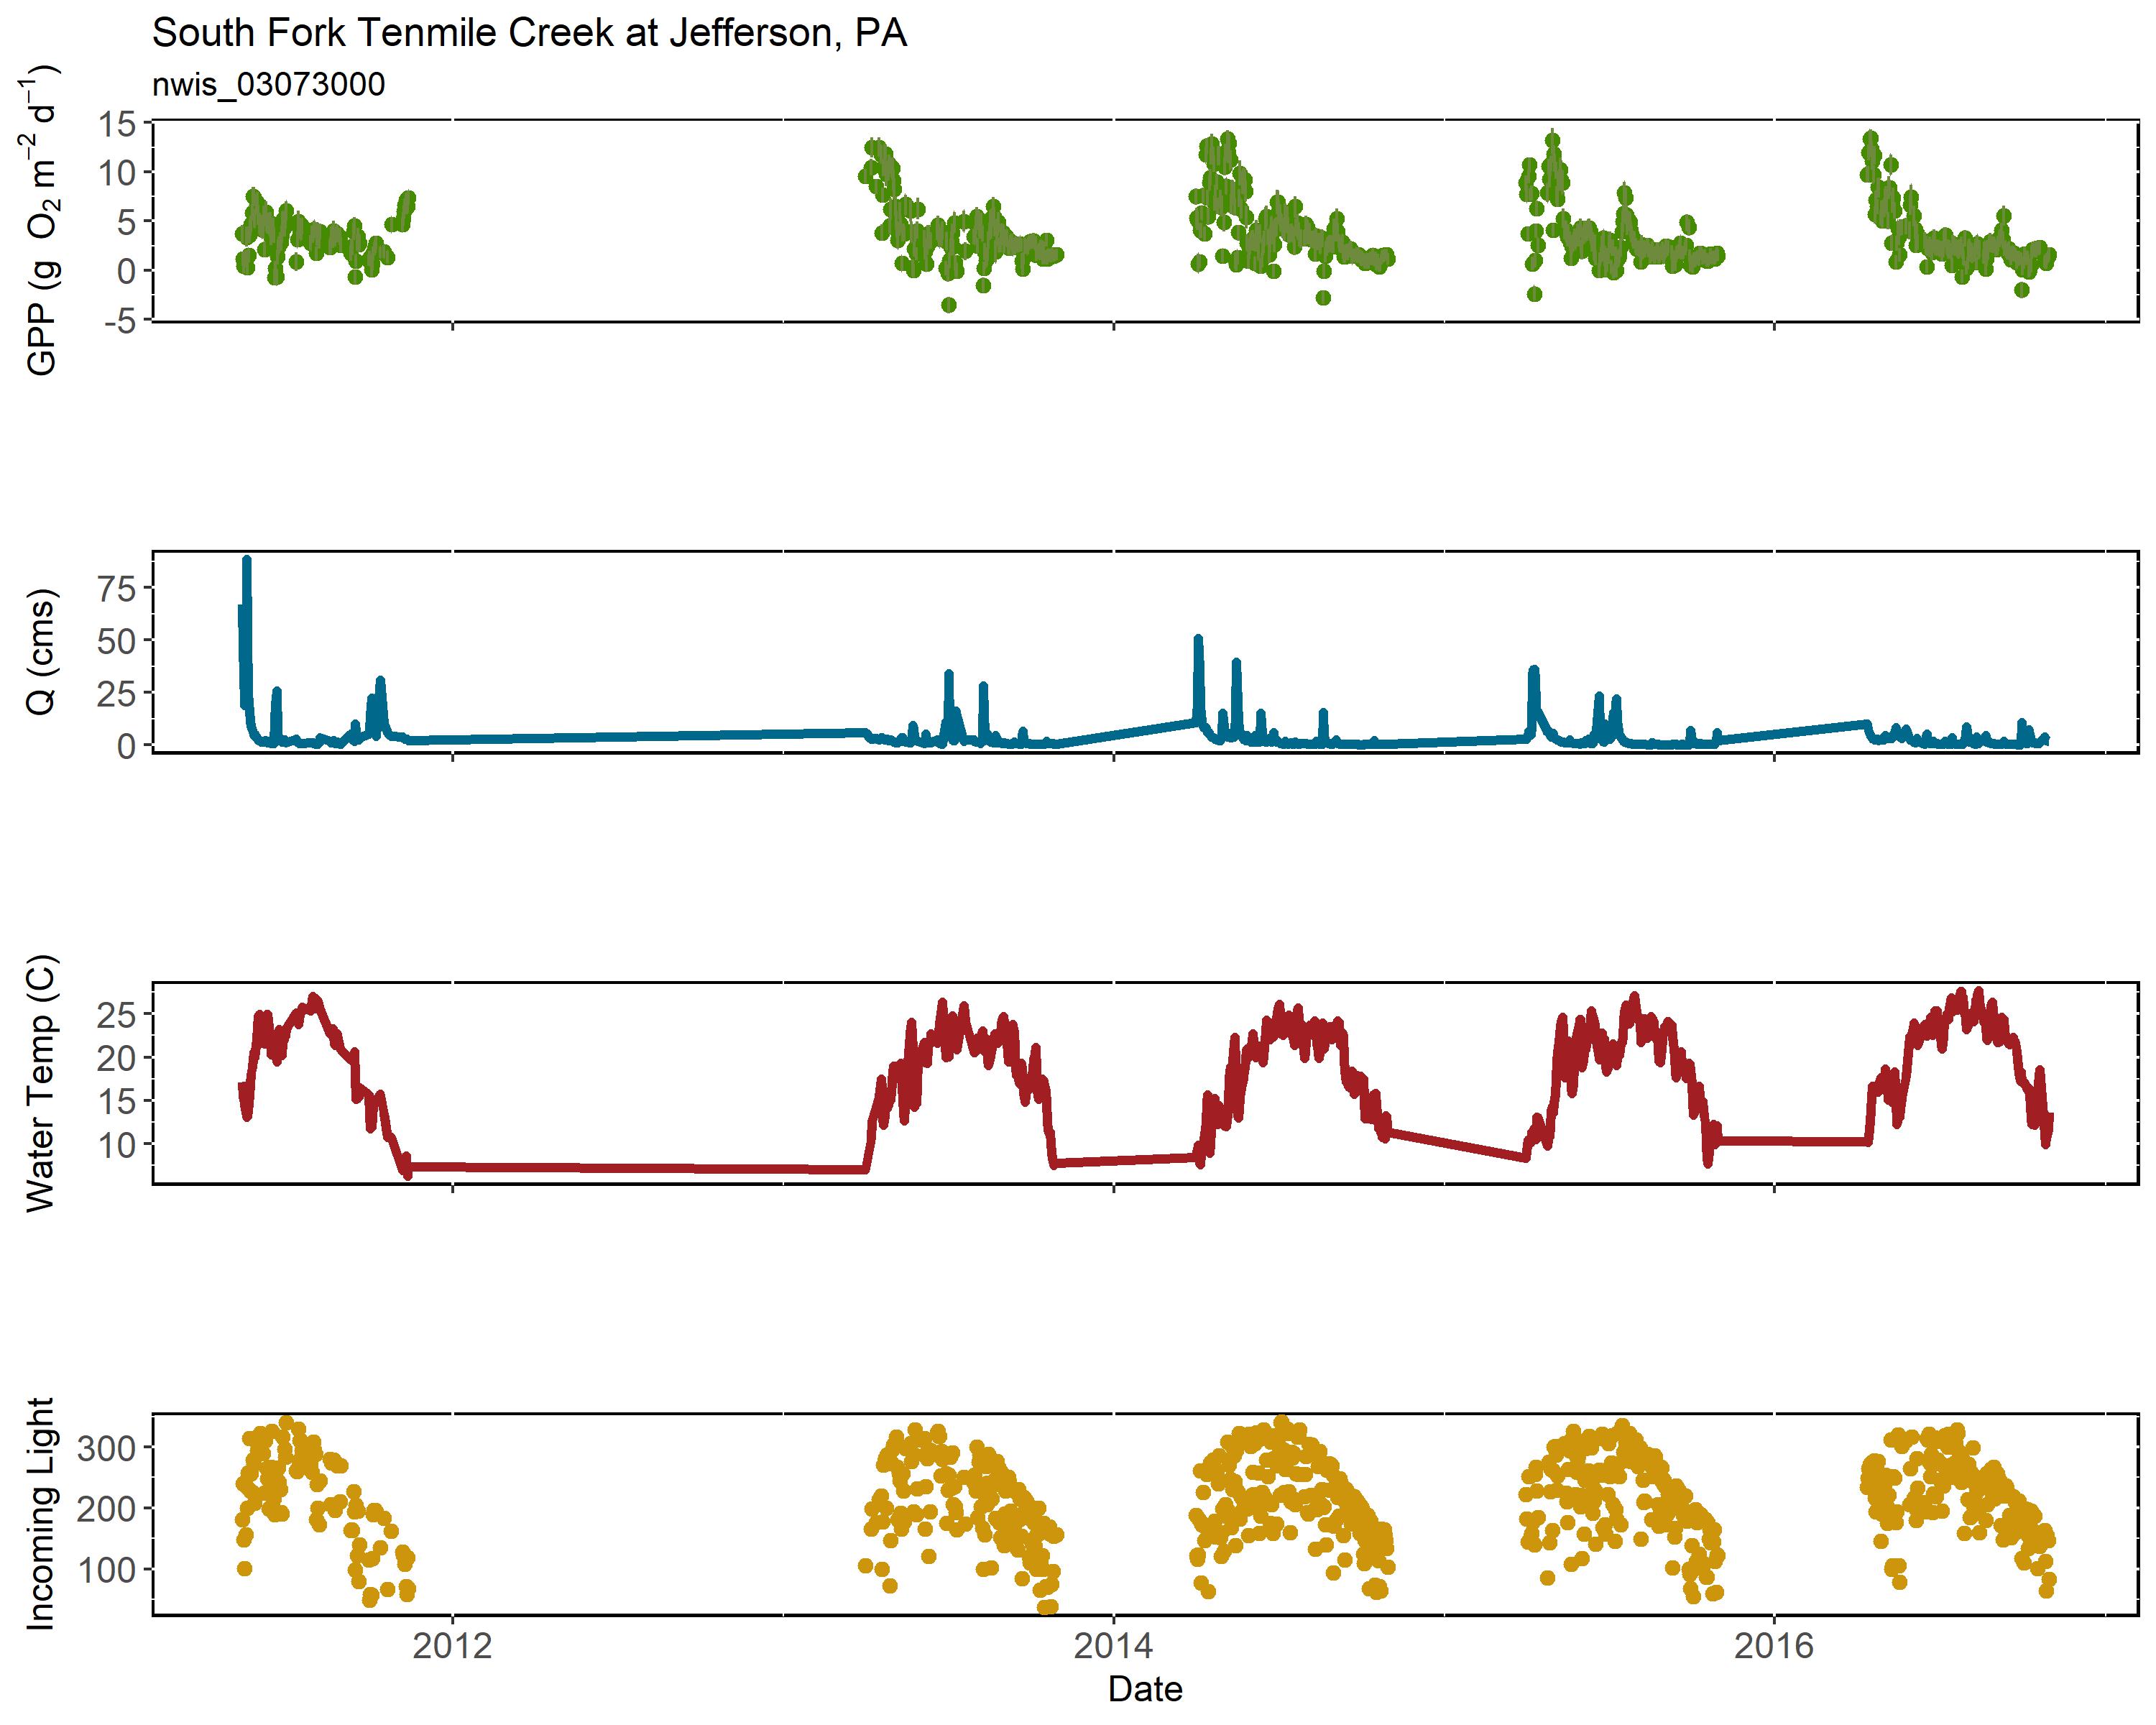 South Fork Tenmile Creek at Jefferson, PA
nwis_03073000
GPP (g O₂ m⁻² d⁻¹)
15
10
5
0
-5
Q (cms)
75
50
25
0
Water Temp (C)
25
20
15
10
Incoming Light
300
200
100
2012
2014
2016
Date